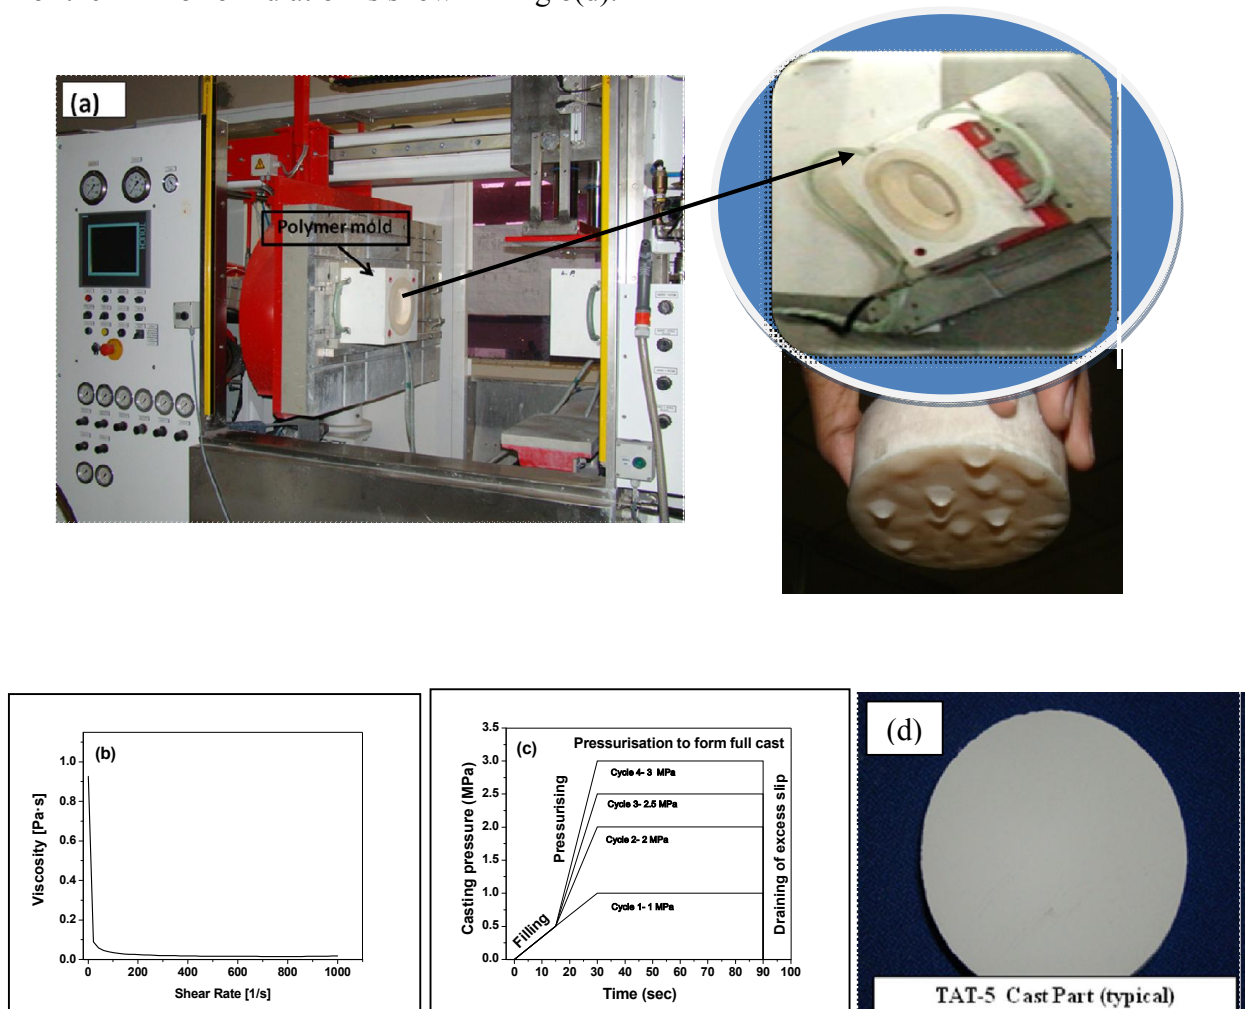 (a)
Polymer mold
(b)
Viscosity [Pa·s]
1.0
0.8
0.6
0.4
0.2
0.0
0 200 400 600 800 1000
Shear Rate [1/s]
(c)
Pressurisation to form full cast
Casting pressure (MPa)
3.5
3.0
2.5
2.0
1.5
1.0
0.5
0.0
Cycle 4- 3 MPa
Cycle 3- 2.5 MPa
Cycle 2- 2 MPa
Cycle 1- 1 MPa
Filling
Pressurising
Draining of excess slip
0 10 20 30 40 50 60 70 80 90 100
Time (sec)
(d)
TAT-5 Cast Part (typical)